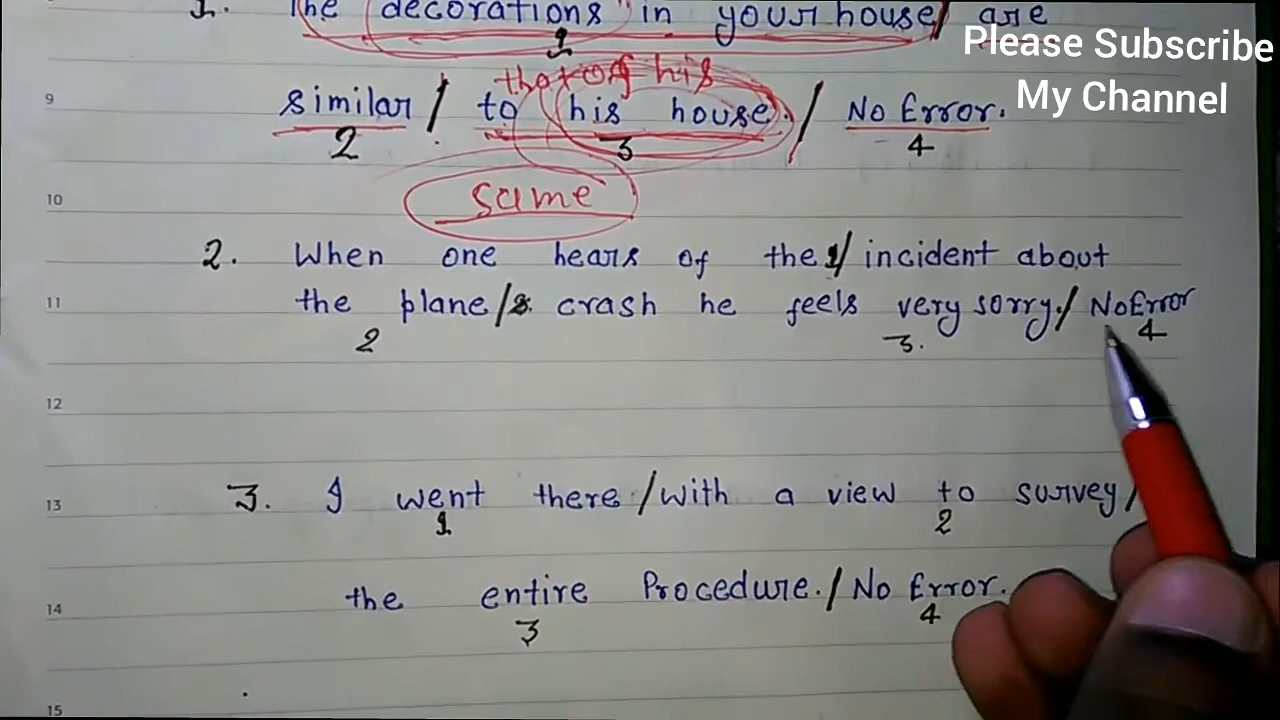 1. The decorations in your house/ are
1
Please Subscribe
My Channel
that of his
9 similar / to his house. / No Error.
2 3 4
same
10
2. When one hears of the 1/ incident about
11 the plane/2. crash he feels very sorry./ No Error
2 3. 4
12
13 3. I went there / with a view to survey/
1 2
14 the entire Procedure. / No Error.
3 4
15